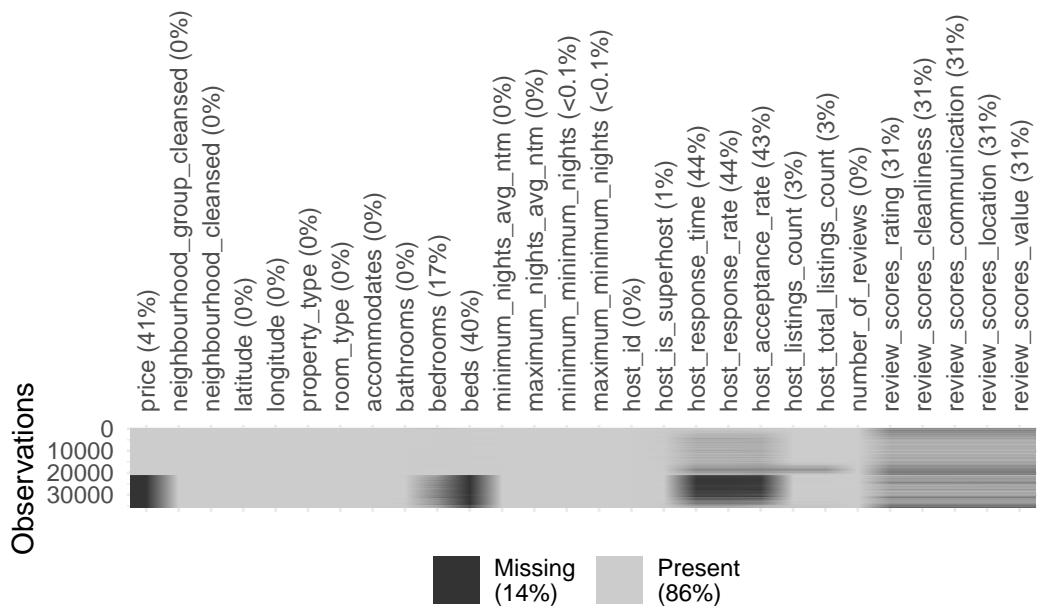 price (41%)
neighbourhood_group_cleansed (0%)
neighbourhood_cleansed (0%)
latitude (0%)
longitude (0%)
property_type (0%)
room_type (0%)
accommodates (0%)
bathrooms (0%)
bedrooms (17%)
beds (40%)
minimum_nights_avg_ntm (0%)
maximum_nights_avg_ntm (0%)
minimum_minimum_nights (<0.1%)
maximum_minimum_nights (<0.1%)
host_id (0%)
host_is_superhost (1%)
host_response_time (44%)
host_response_rate (44%)
host_acceptance_rate (43%)
host_listings_count (3%)
host_total_listings_count (3%)
number_of_reviews (0%)
review_scores_rating (31%)
review_scores_cleanliness (31%)
review_scores_communication (31%)
review_scores_location (31%)
review_scores_value (31%)
Observations
0
10000
20000
30000
Missing
(14%)
Present
(86%)